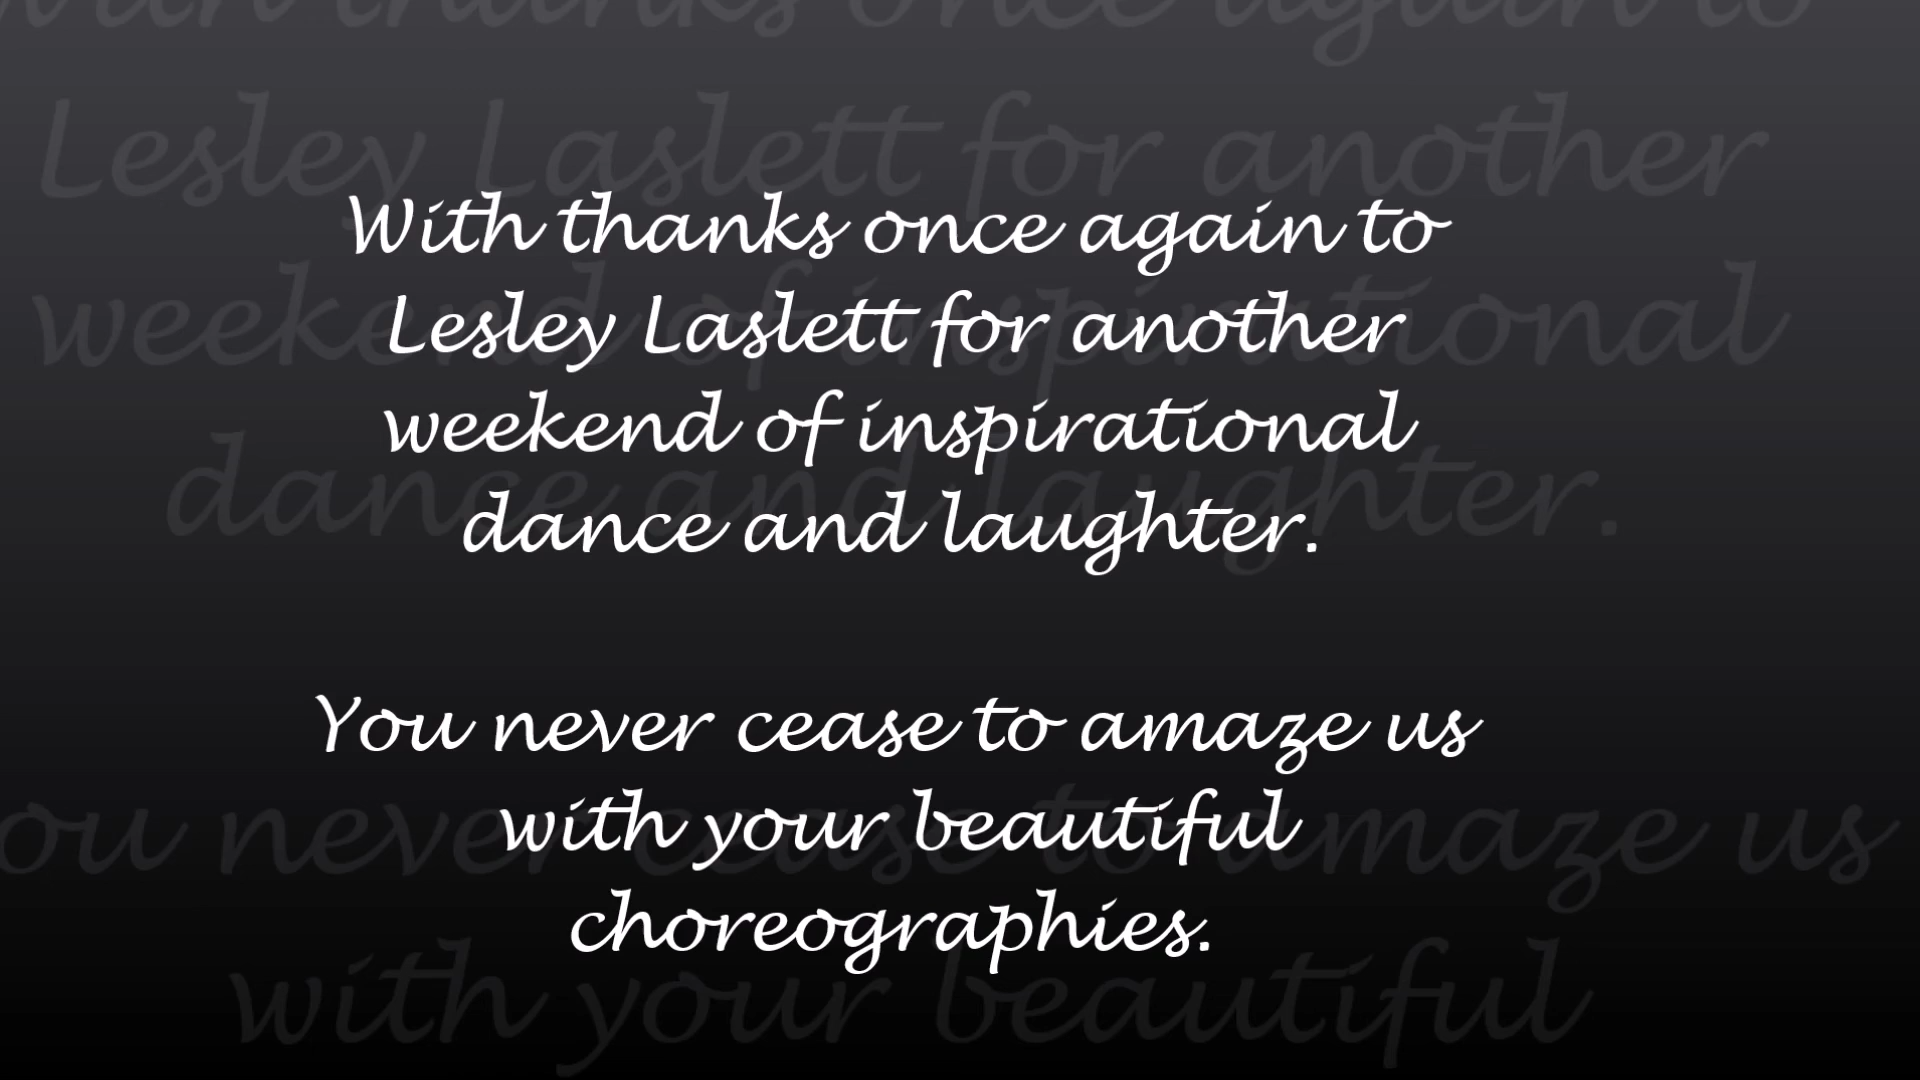 With thanks once again to
Lesley Laslett for another
weekend of inspirational
dance and laughter.
You never cease to amaze us
with your beautiful
choreographies.